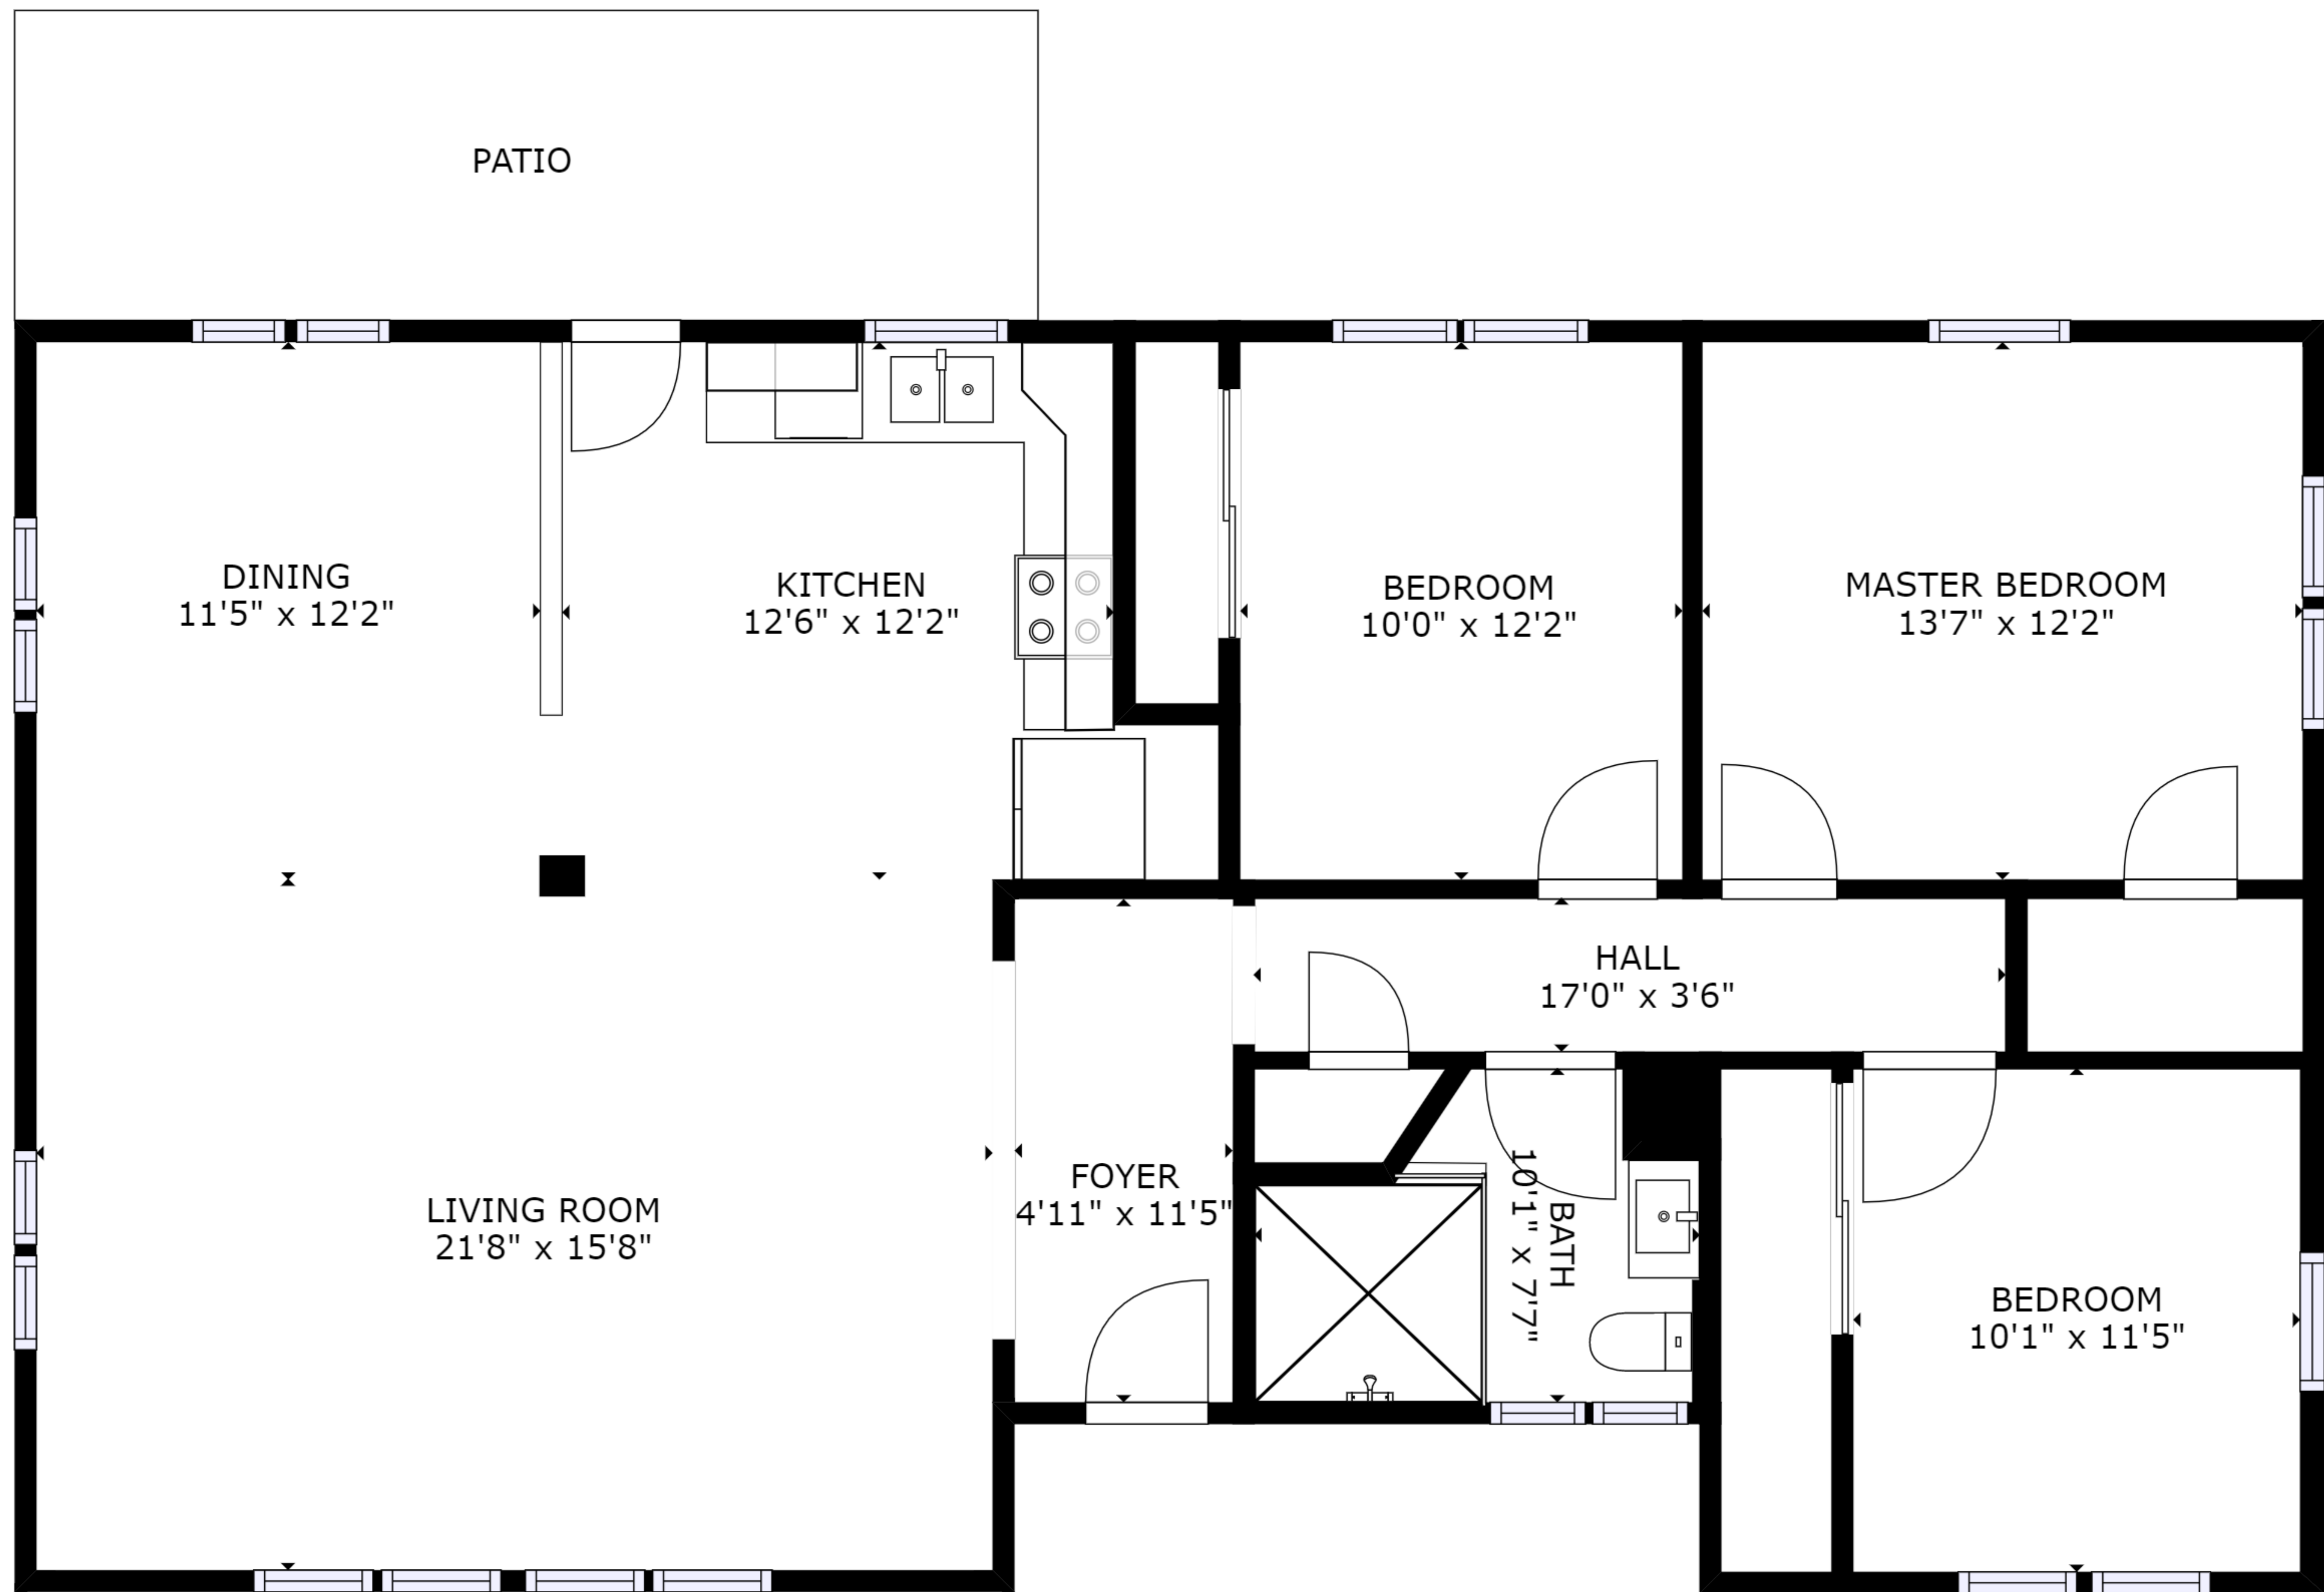 PATIO
DINING
11'5" x 12'2"
KITCHEN
12'6" x 12'2"
BEDROOM
10'0" x 12'2"
MASTER BEDROOM
13'7" x 12'2"
HALL
17'0" x 3'6"
LIVING ROOM
21'8" x 15'8"
FOYER
4'11" x 11'5"
BATH
10'1" x 7'7"
BEDROOM
10'1" x 11'5"